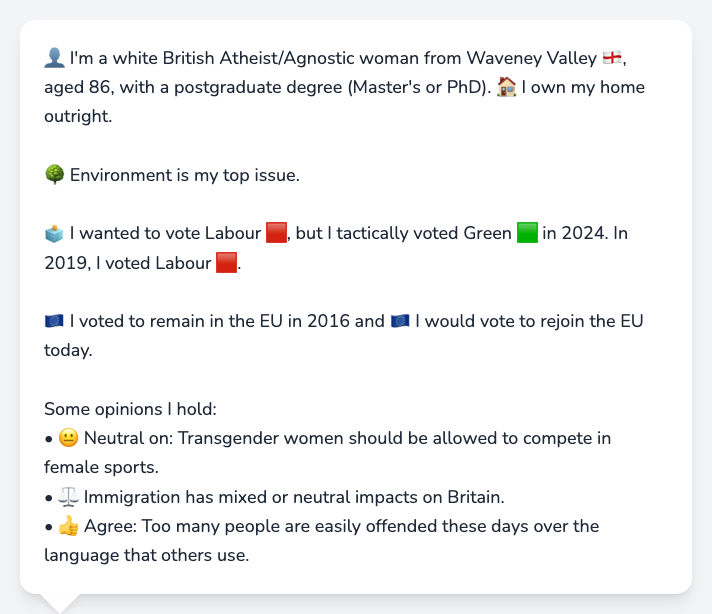 👤 I'm a white British Atheist/Agnostic woman from Waveney Valley 🏴󠁧󠁢󠁥󠁮󠁧󠁿,
aged 86, with a postgraduate degree (Master's or PhD). 🏠 I own my home
outright.
🌳 Environment is my top issue.
🗳️ I wanted to vote Labour 🟥, but I tactically voted Green 🟩 in 2024. In
2019, I voted Labour 🟥.
🇪🇺 I voted to remain in the EU in 2016 and 🇪🇺 I would vote to rejoin the EU
today.
Some opinions I hold:
• 😐 Neutral on: Transgender women should be allowed to compete in
female sports.
• ⚖️ Immigration has mixed or neutral impacts on Britain.
• 👍 Agree: Too many people are easily offended these days over the
language that others use.